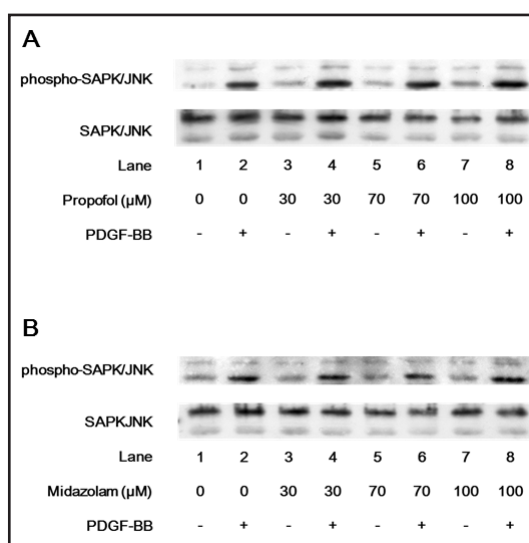 A
phospho-SAPK/JNK
SAPK/JNK
Lane 1 2 3 4 5 6 7 8
Propofol (μM) 0 0 30 30 70 70 100 100
PDGF-BB - + - + - + - +
B
phospho-SAPK/JNK
SAPKJNK
Lane 1 2 3 4 5 6 7 8
Midazolam (μM) 0 0 30 30 70 70 100 100
PDGF-BB - + - + - + - +